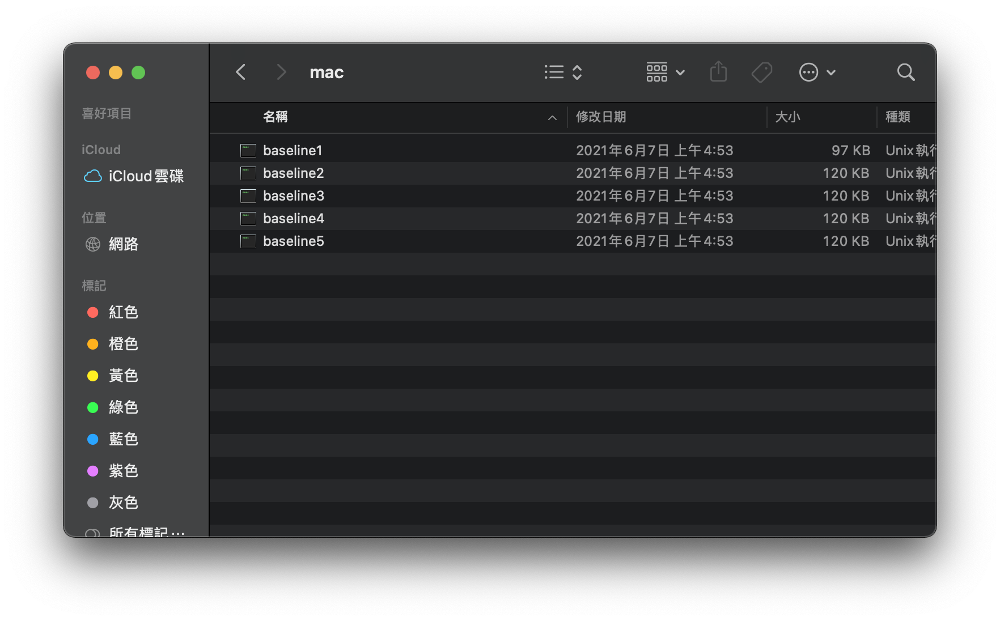 mac
喜好項目
iCloud
iCloud雲碟
位置
網路
標記
紅色
橙色
黃色
綠色
藍色
紫色
灰色
所有標記…
名稱 修改日期 大小 種類
baseline1 2021年6月7日 上午4:53 97 KB Unix執行
baseline2 2021年6月7日 上午4:53 120 KB Unix執行
baseline3 2021年6月7日 上午4:53 120 KB Unix執行
baseline4 2021年6月7日 上午4:53 120 KB Unix執行
baseline5 2021年6月7日 上午4:53 120 KB Unix執行